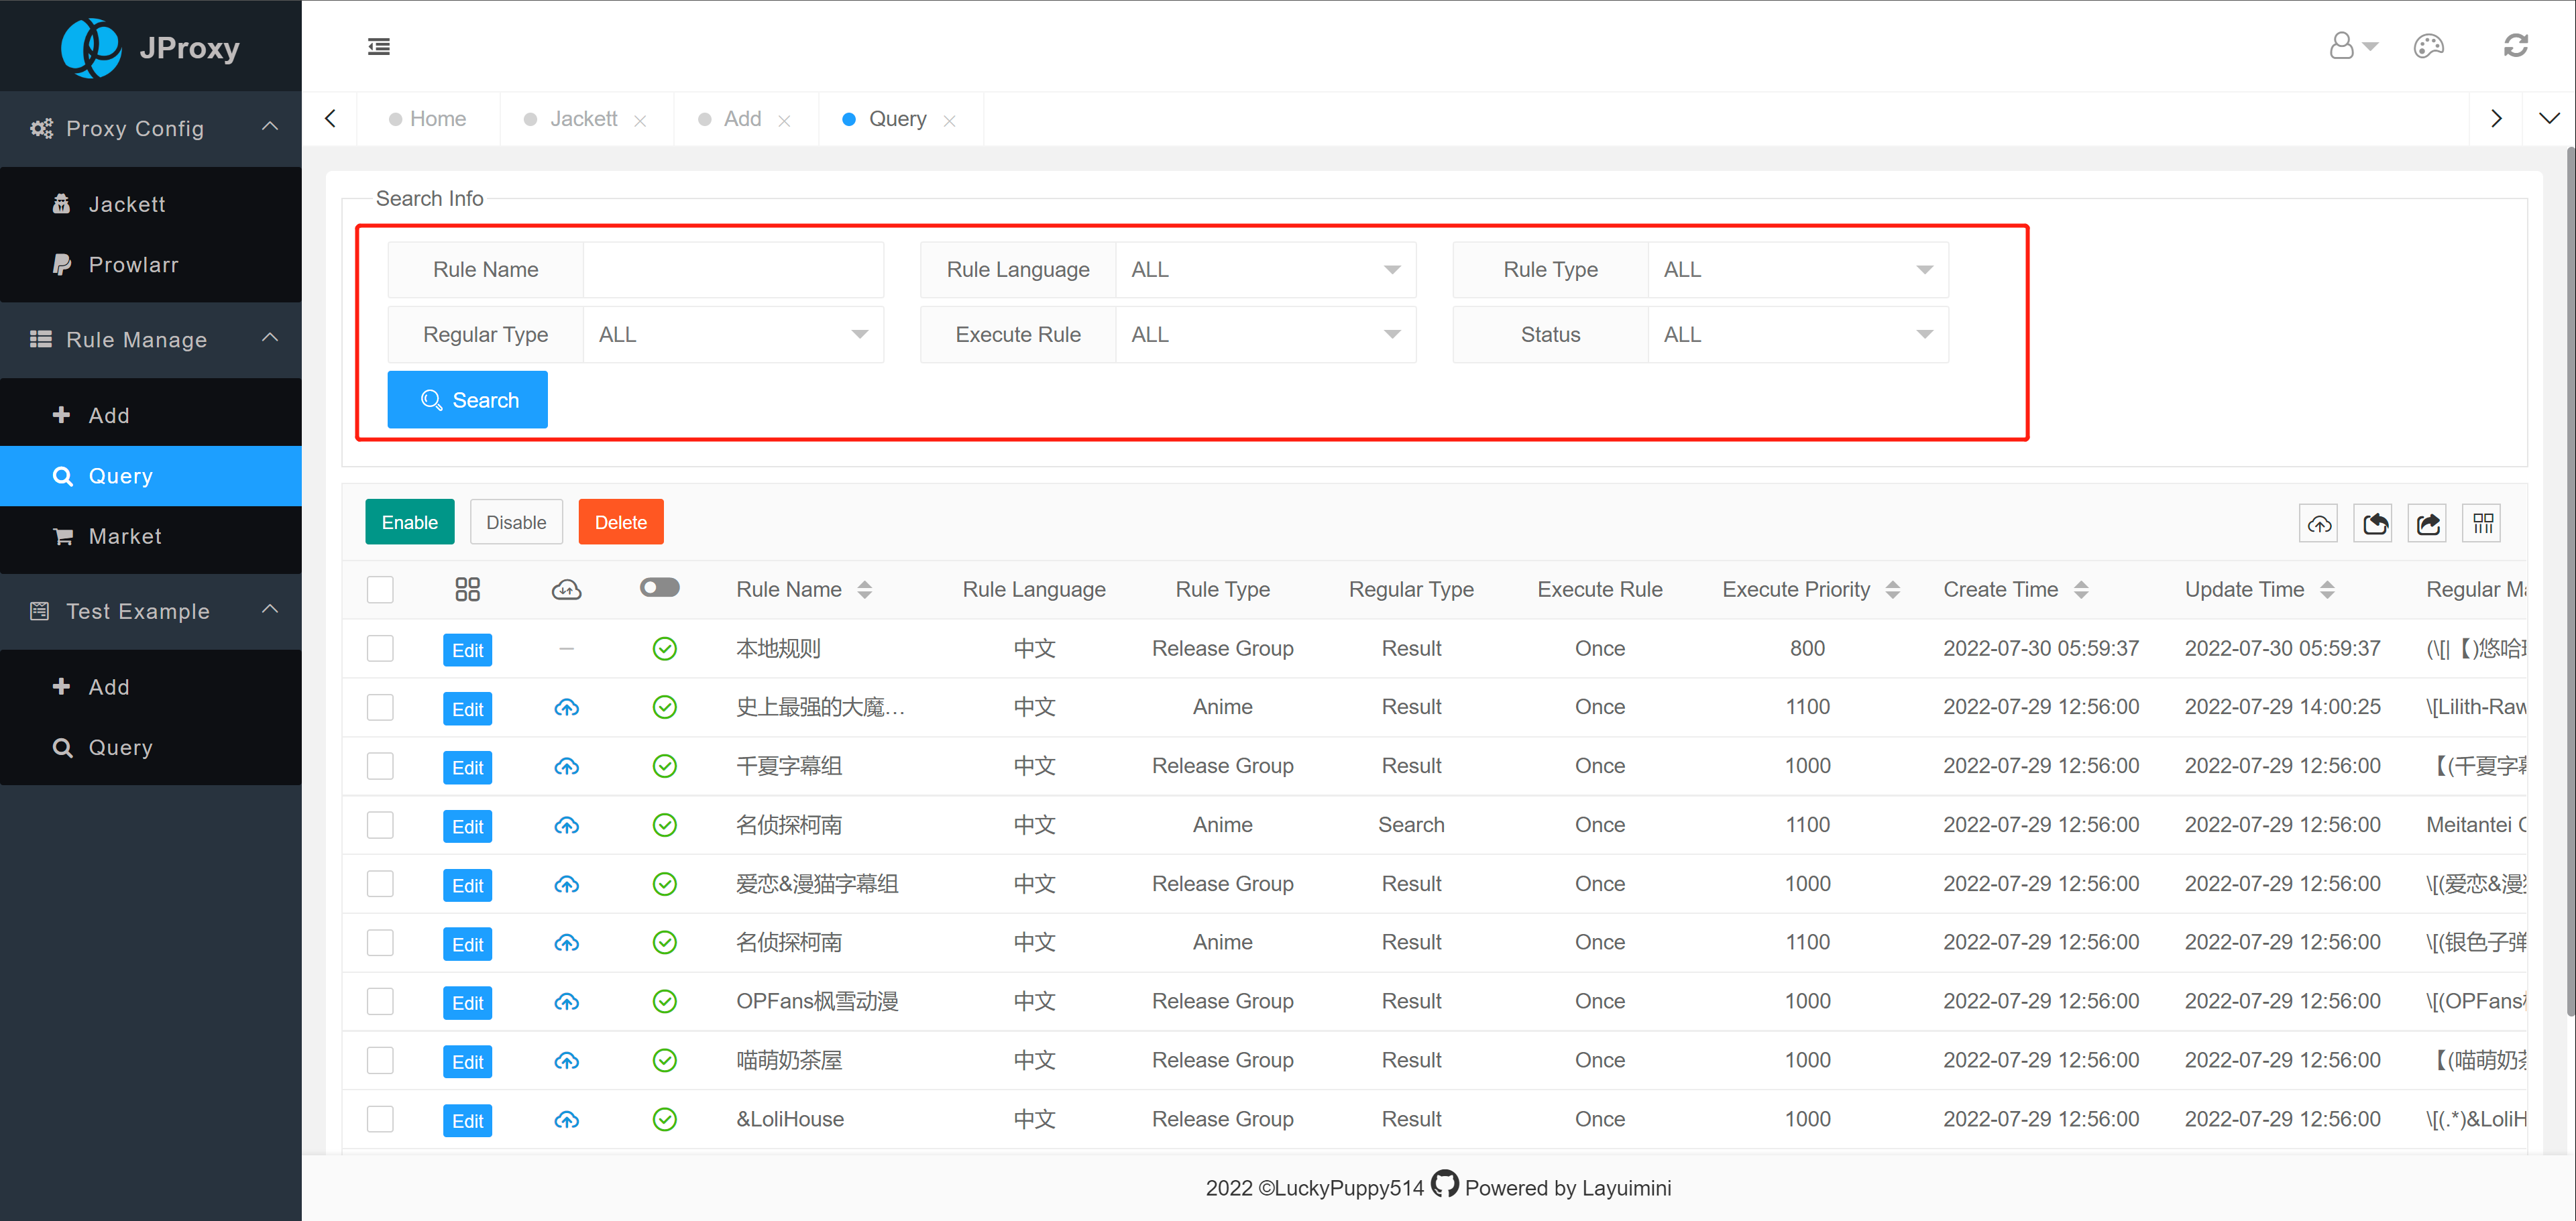 JProxy
Proxy Config
Jackett
Prowlarr
Rule Manage
Add
Query
Market
Test Example
Add
Query
Home
Jackett
Add
Query
Search Info
Rule Name
Rule Language ALL
Rule Type ALL
Regular Type ALL
Execute Rule ALL
Status ALL
Search
Enable Disable Delete
Rule Name Rule Language Rule Type Regular Type Execute Rule Execute Priority Create Time Update Time Regular Ma
Edit 本地规则 中文 Release Group Result Once 800 2022-07-30 05:59:37 2022-07-30 05:59:37 (\[|【)悠哈
Edit 史上最强的大魔… 中文 Anime Result Once 1100 2022-07-29 12:56:00 2022-07-29 14:00:25 \[Lilith-Raw
Edit 千夏字幕组 中文 Release Group Result Once 1000 2022-07-29 12:56:00 2022-07-29 12:56:00 【(千夏字幕
Edit 名侦探柯南 中文 Anime Search Once 1100 2022-07-29 12:56:00 2022-07-29 12:56:00 Meitantei C
Edit 爱恋&漫猫字幕组 中文 Release Group Result Once 1000 2022-07-29 12:56:00 2022-07-29 12:56:00 \[(爱恋&漫猫
Edit 名侦探柯南 中文 Anime Result Once 1100 2022-07-29 12:56:00 2022-07-29 12:56:00 \[(银色子弹
Edit OPFans枫雪动漫 中文 Release Group Result Once 1000 2022-07-29 12:56:00 2022-07-29 12:56:00 \[(OPFans
Edit 喵萌奶茶屋 中文 Release Group Result Once 1000 2022-07-29 12:56:00 2022-07-29 12:56:00 【(喵萌奶茶
Edit &LoliHouse 中文 Release Group Result Once 1000 2022-07-29 12:56:00 2022-07-29 12:56:00 \[(.*)&LoliH
2022 ©LuckyPuppy514 Powered by Layuimini